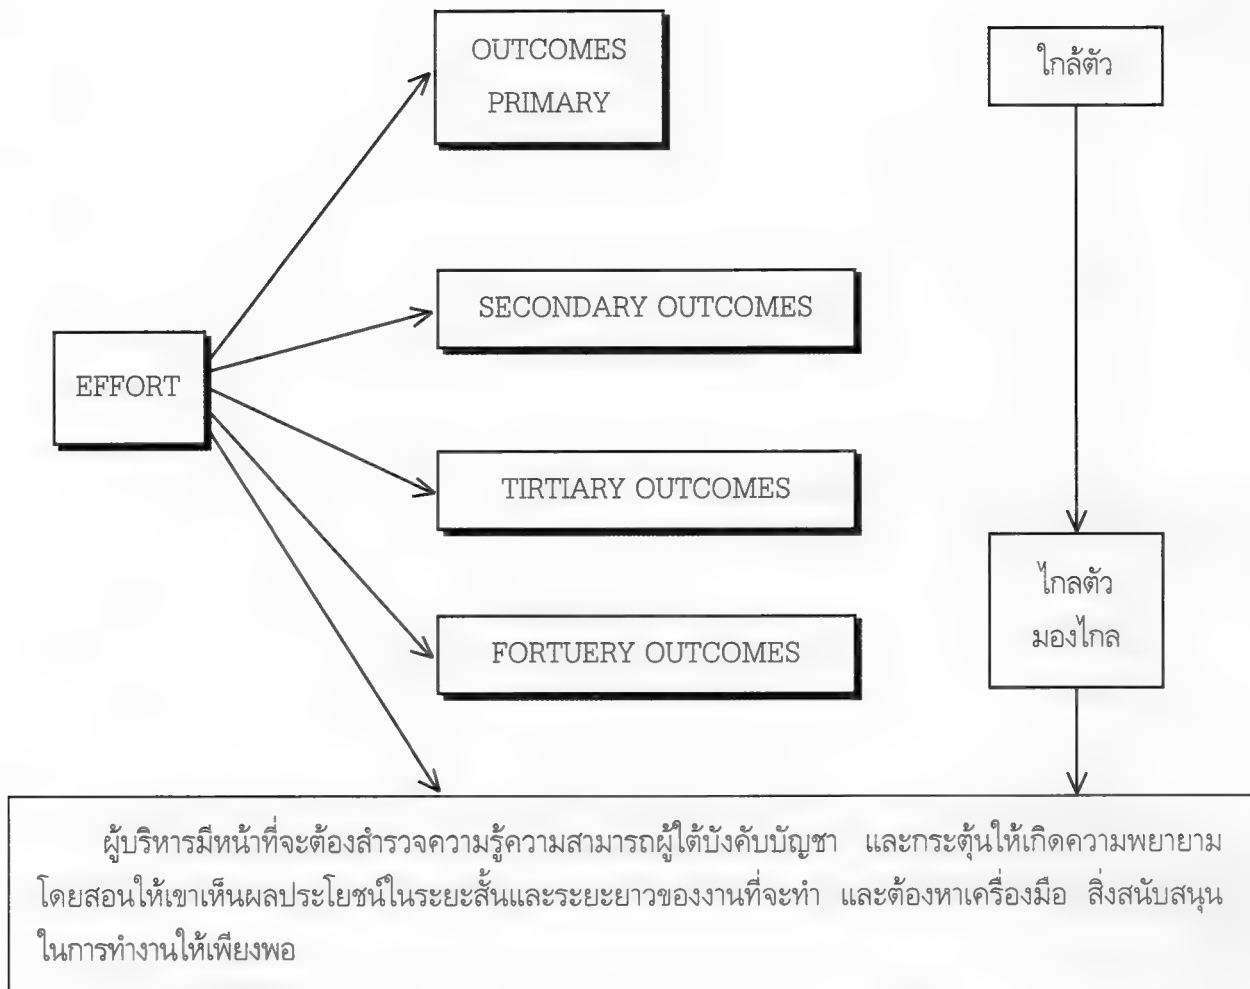 OUTCOMES
PRIMARY
ใกล้ตัว
SECONDARY OUTCOMES
EFFORT
TIRTIARY OUTCOMES
ไกลตัว
มองไกล
FORTUERY OUTCOMES
ผู้บริหารมีหน้าที่จะต้องสำรวจความรู้ความสามารถผู้ใต้บังคับบัญชา และกระตุ้นให้เกิดความพยายาม
โดยสอนให้เขาเห็นผลประโยชน์ในระยะสั้นและระยะยาวของงานที่จะทำ และต้องหาเครื่องมือ สิ่งสนับสนุน
ในการทำงานให้เพียงพอ